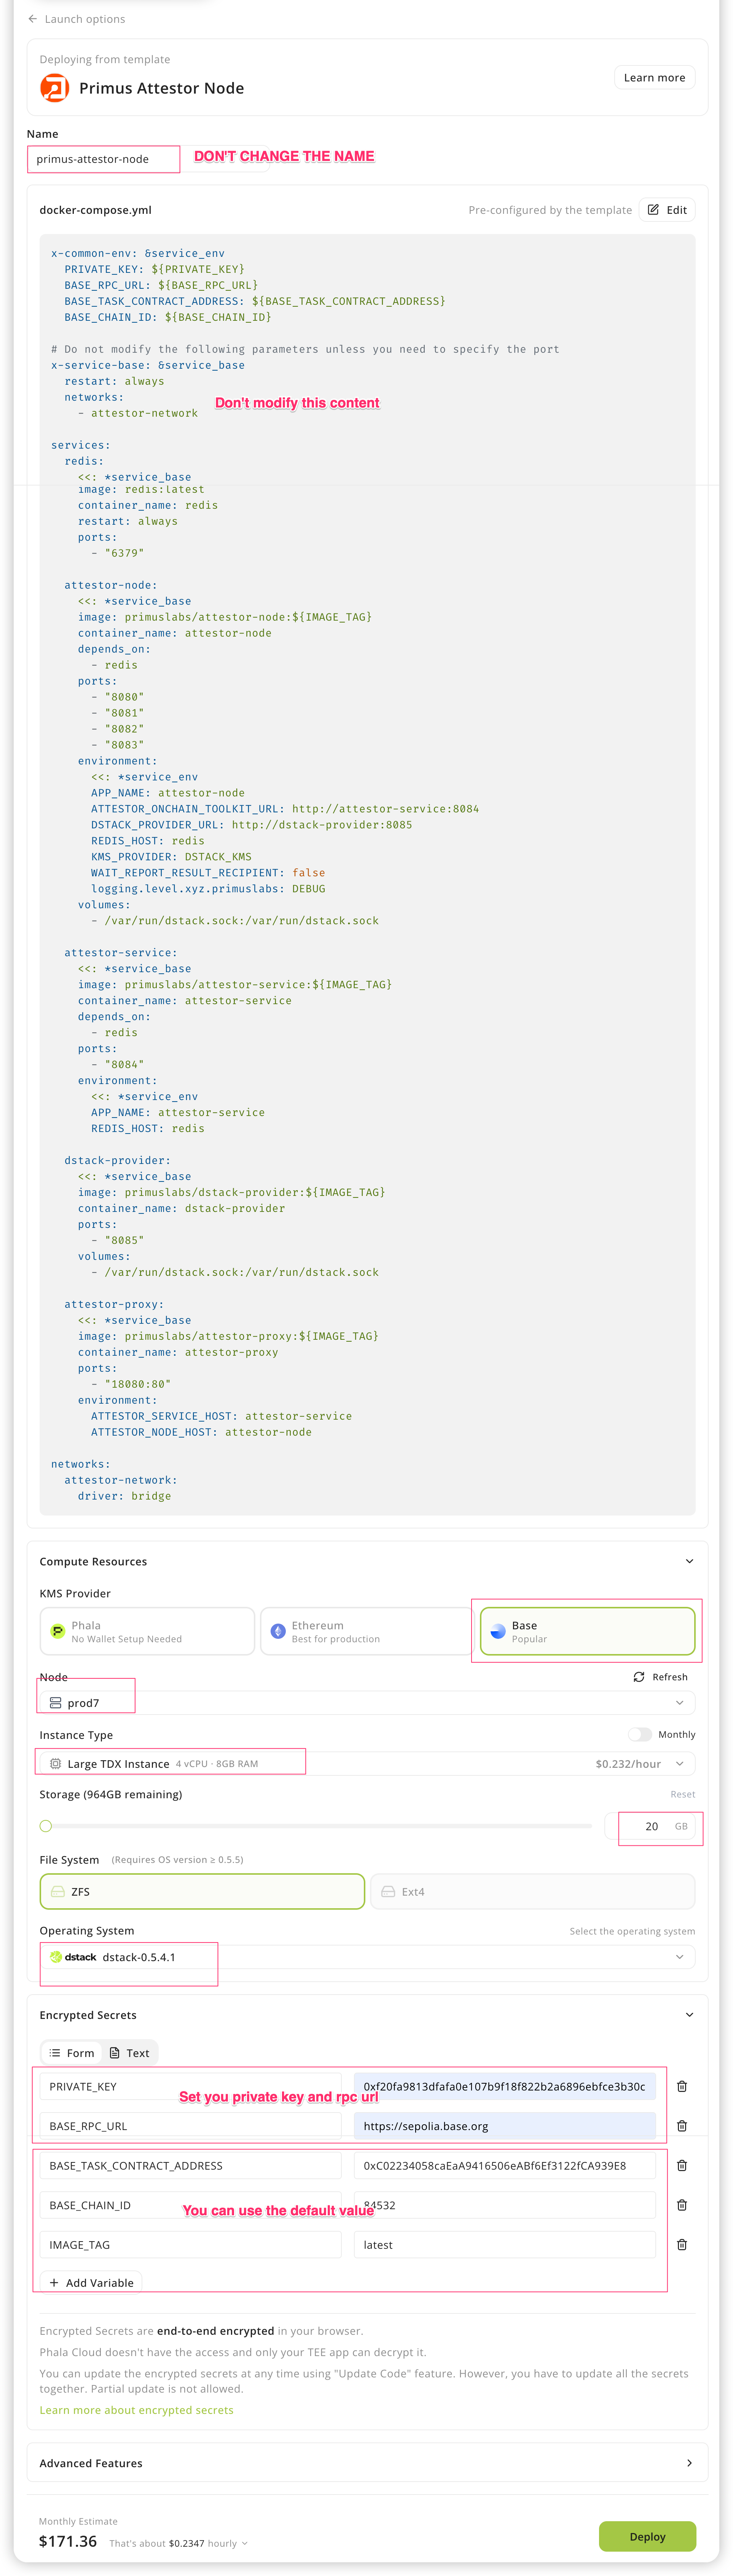 Launch options
Deploying from template
Primus Attestor Node
Learn more
Name
primus-attestor-node
DON'T CHANGE THE NAME
docker-compose.yml
Pre-configured by the template
Edit
x-common-env: &service_env
  PRIVATE_KEY: ${PRIVATE_KEY}
  BASE_RPC_URL: ${BASE_RPC_URL}
  BASE_TASK_CONTRACT_ADDRESS: ${BASE_TASK_CONTRACT_ADDRESS}
  BASE_CHAIN_ID: ${BASE_CHAIN_ID}
# Do not modify the following parameters unless you need to specify the port
x-service-base: &service_base
  restart: always
  networks:
    - attestor-network
Don't modify this content
services:
  redis:
    <<: *service_base
    image: redis:latest
    container_name: redis
    restart: always
    ports:
      - "6379"
  attestor-node:
    <<: *service_base
    image: primuslabs/attestor-node:${IMAGE_TAG}
    container_name: attestor-node
    depends_on:
      - redis
    ports:
      - "8080"
      - "8081"
      - "8082"
      - "8083"
    environment:
      <<: *service_env
      APP_NAME: attestor-node
      ATTESTOR_ONCHAIN_TOOLKIT_URL: http://attestor-service:8084
      DSTACK_PROVIDER_URL: http://dstack-provider:8085
      REDIS_HOST: redis
      KMS_PROVIDER: DSTACK_KMS
      WAIT_REPORT_RESULT_RECIPIENT: false
      logging.level.xyz.primuslabs: DEBUG
    volumes:
      - /var/run/dstack.sock:/var/run/dstack.sock
  attestor-service:
    <<: *service_base
    image: primuslabs/attestor-service:${IMAGE_TAG}
    container_name: attestor-service
    depends_on:
      - redis
    ports:
      - "8084"
    environment:
      <<: *service_env
      APP_NAME: attestor-service
      REDIS_HOST: redis
  dstack-provider:
    <<: *service_base
    image: primuslabs/dstack-provider:${IMAGE_TAG}
    container_name: dstack-provider
    ports:
      - "8085"
    volumes:
      - /var/run/dstack.sock:/var/run/dstack.sock
  attestor-proxy:
    <<: *service_base
    image: primuslabs/attestor-proxy:${IMAGE_TAG}
    container_name: attestor-proxy
    ports:
      - "18080:80"
    environment:
      ATTESTOR_SERVICE_HOST: attestor-service
      ATTESTOR_NODE_HOST: attestor-node
networks:
  attestor-network:
    driver: bridge
Compute Resources
KMS Provider
Phala
No Wallet Setup Needed
Ethereum
Best for production
Base
Popular
Node
Refresh
prod7
Instance Type
Monthly
Large TDX Instance 4 vCPU · 8GB RAM
$0.232/hour
Storage (964GB remaining)
Reset
20 GB
File System (Requires OS version ≥ 0.5.5)
ZFS
Ext4
Operating System
Select the operating system
dstack dstack-0.5.4.1
Encrypted Secrets
Form
Text
PRIVATE_KEY
0xf20fa9813dfafa0e107b9f18f822b2a6896ebfce3b30c
Set you private key and rpc url
BASE_RPC_URL
https://sepolia.base.org
BASE_TASK_CONTRACT_ADDRESS
0xC02234058caEaA9416506eABf6Ef3122fCA939E8
BASE_CHAIN_ID
84532
You can use the default value
IMAGE_TAG
latest
Add Variable
Encrypted Secrets are end-to-end encrypted in your browser.
Phala Cloud doesn't have the access and only your TEE app can decrypt it.
You can update the encrypted secrets at any time using "Update Code" feature. However, you have to update all the secrets
together. Partial update is not allowed.
Learn more about encrypted secrets
Advanced Features
Monthly Estimate
$171.36 That's about $0.2347 hourly
Deploy